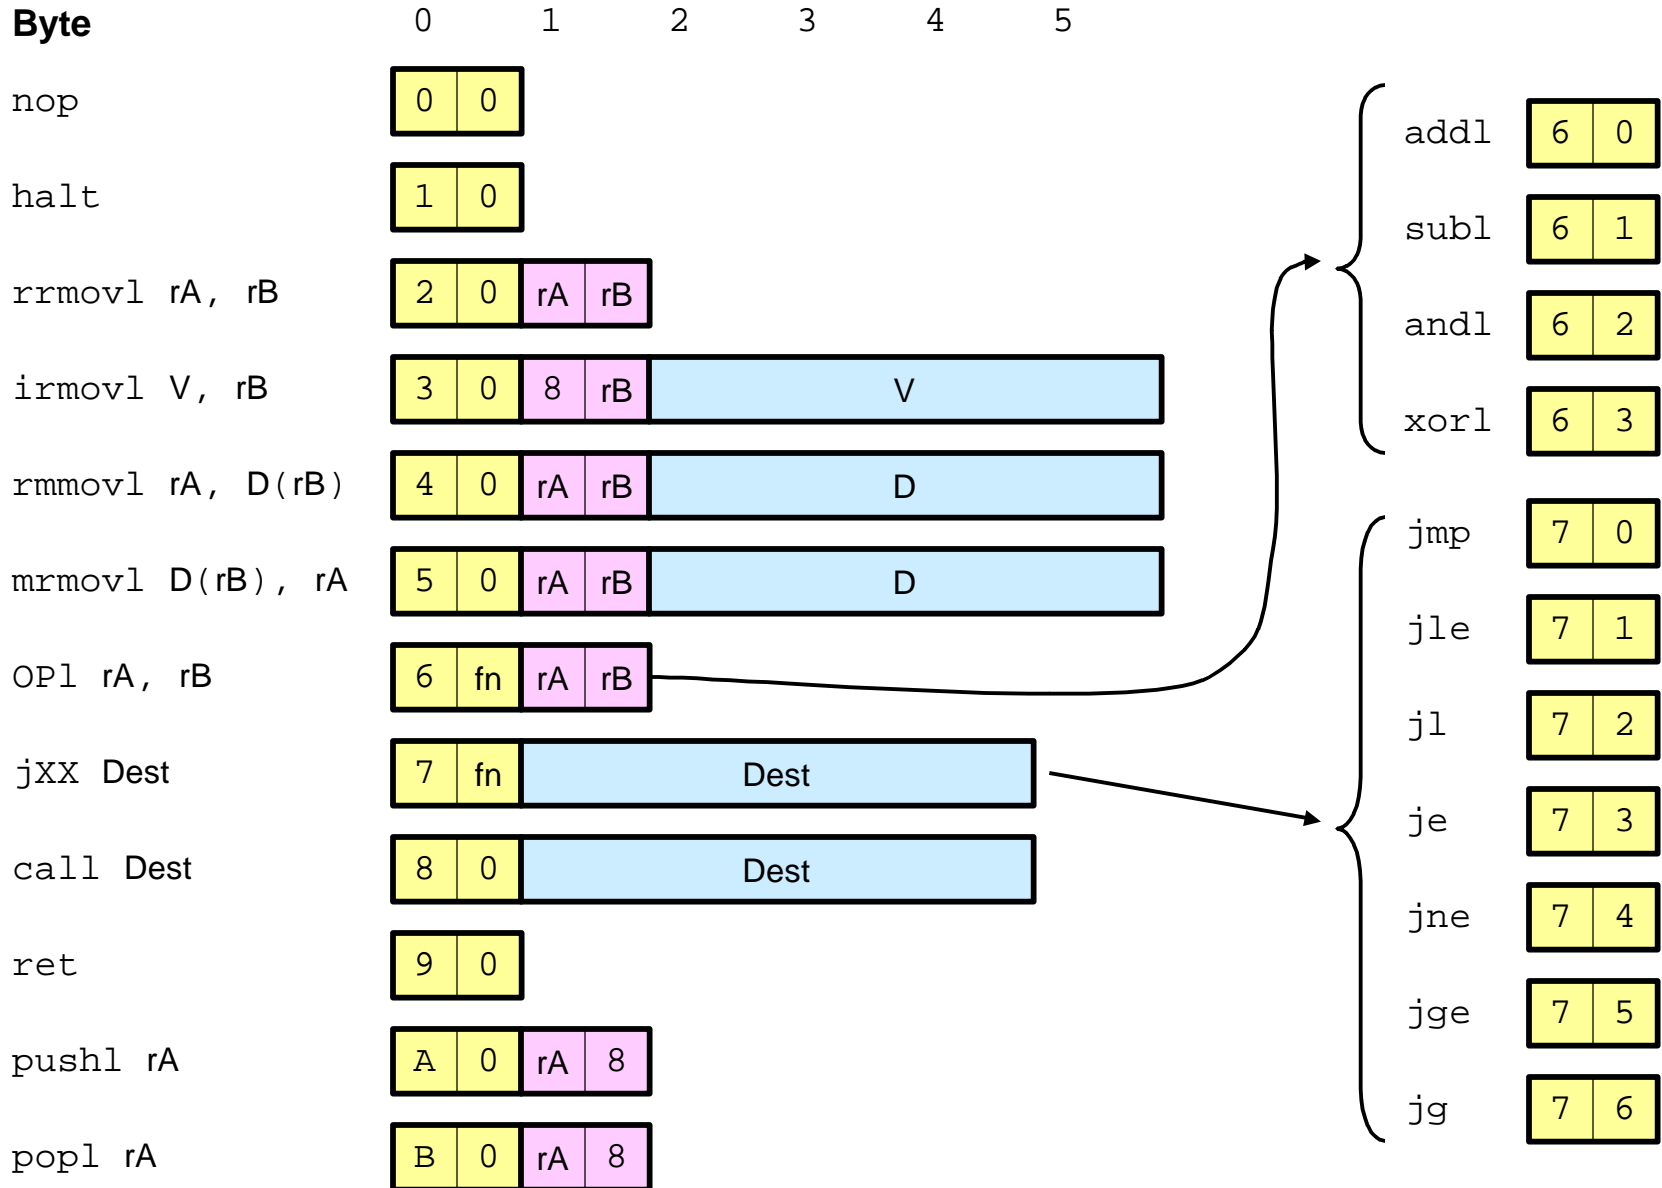 Byte 0 1 2 3 4 5
nop 0 0
halt 1 0
rrmovl rA, rB 2 0 rA rB
irmovl V, rB 3 0 8 rB V
rmmovl rA, D(rB) 4 0 rA rB D
mrmovl D(rB), rA 5 0 rA rB D
OPl rA, rB 6 fn rA rB
jXX Dest 7 fn Dest
call Dest 8 0 Dest
ret 9 0
pushl rA A 0 rA 8
popl rA B 0 rA 8
addl 6 0
subl 6 1
andl 6 2
xorl 6 3
jmp 7 0
jle 7 1
jl 7 2
je 7 3
jne 7 4
jge 7 5
jg 7 6